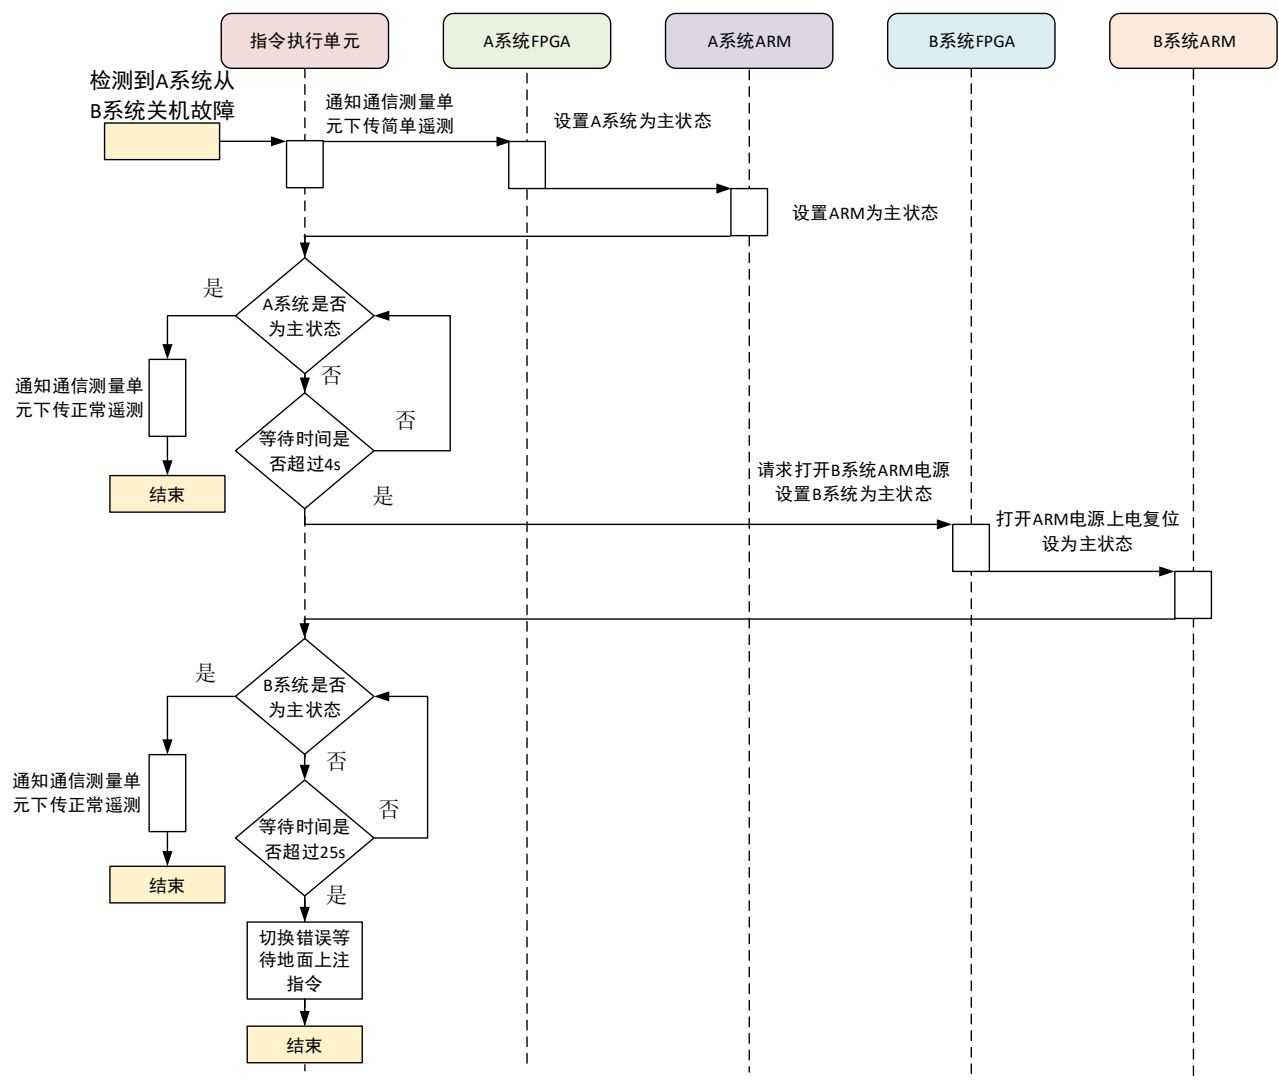 指令执行单元
A系统FPGA
A系统ARM
B系统FPGA
B系统ARM
检测到A系统从
B系统关机故障
通知通信测量单
元下传简单遥测
设置A系统为主状态
设置ARM为主状态
是
A系统是否
为主状态
否
通知通信测量单
元下传正常遥测
等待时间是
否超过4s
否
是
结束
请求打开B系统ARM电源
设置B系统为主状态
打开ARM电源上电复位
设为主状态
是
B系统是否
为主状态
否
通知通信测量单
元下传正常遥测
等待时间是
否超过25s
否
是
结束
切换错误等
待地面上注
指令
结束